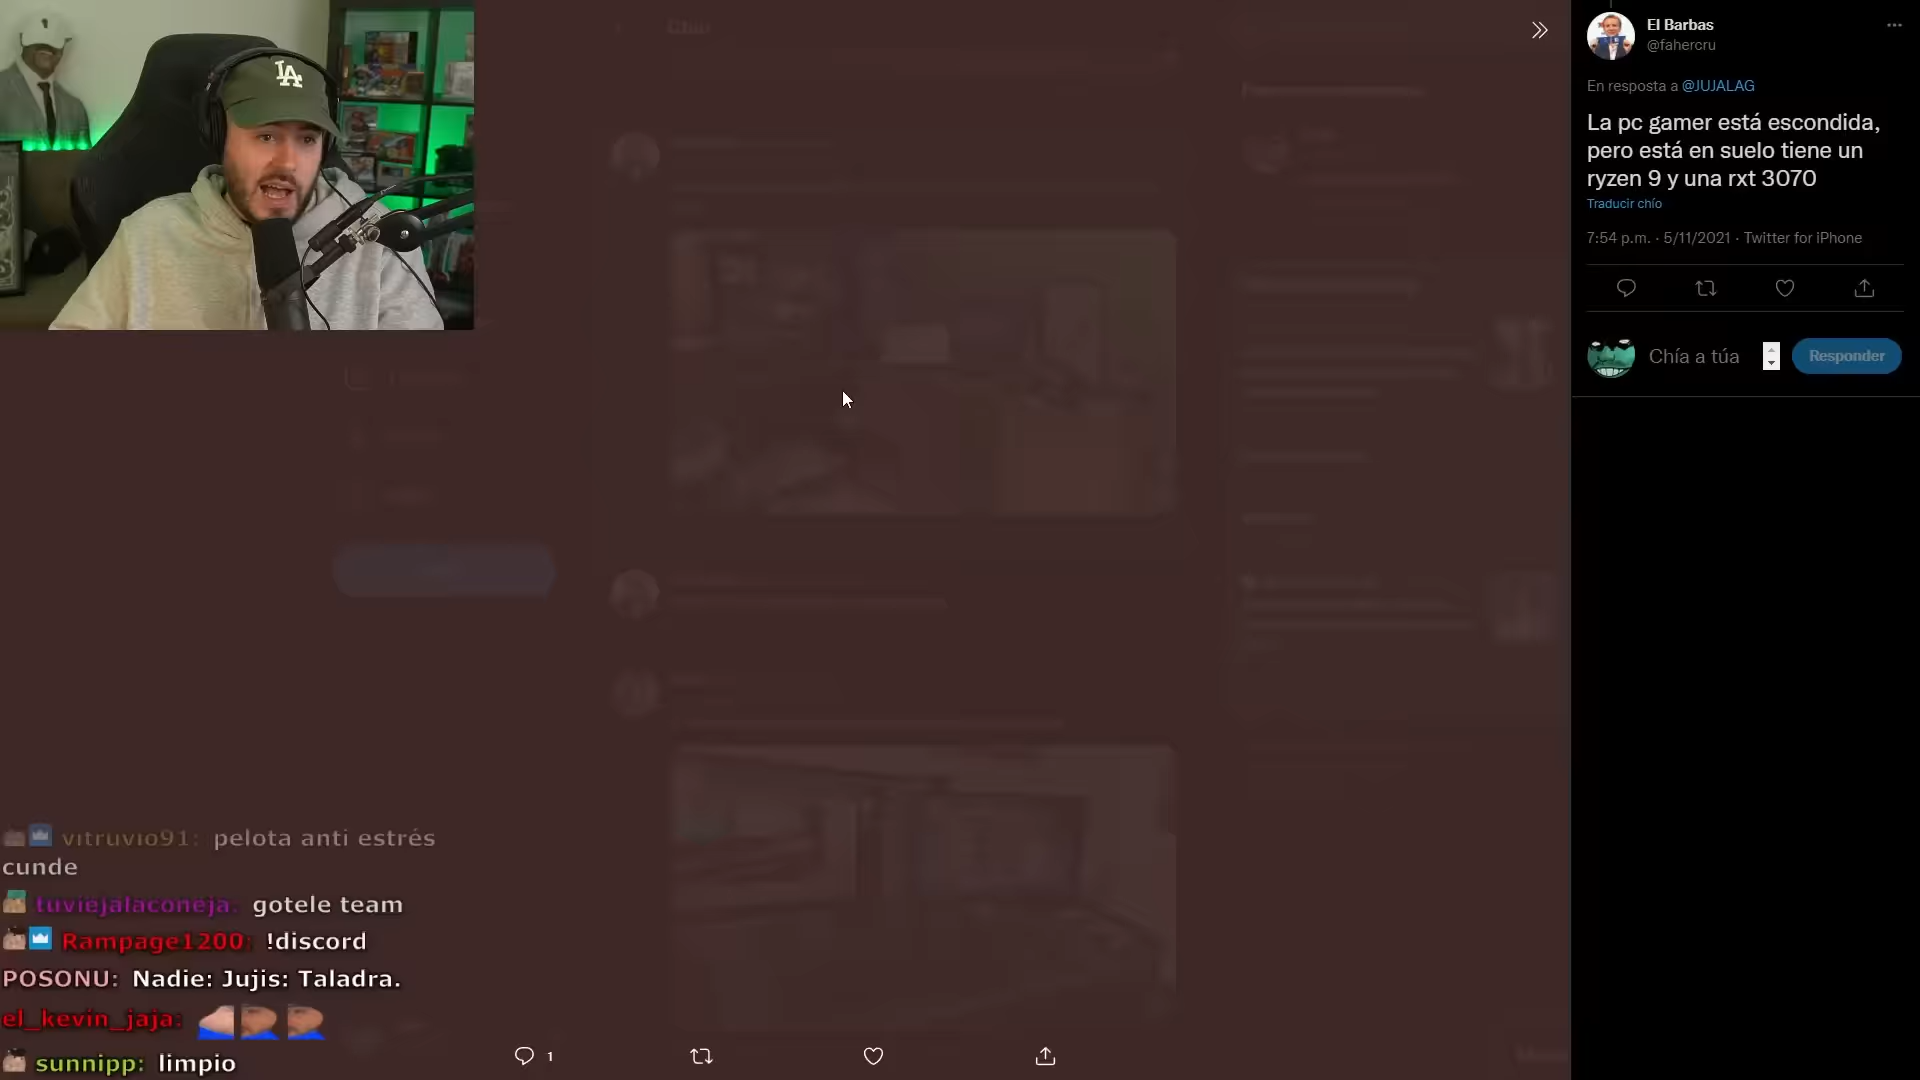 LA
El Barbas
@fahercru
En resposta a @JUJALAG
La pc gamer está escondida,
pero está en suelo tiene un
ryzen 9 y una rxt 3070
Traducir chío
7:54 p.m. · 5/11/2021 · Twitter for iPhone
Chía a túa
Responder
vitruvio91: pelota anti estrés
cunde
tuviejalaconeja: gotele team
Rampage1200: !discord
POSONU: Nadie: Jujis: Taladra.
el_kevin_jaja:
sunnipp: limpio
1